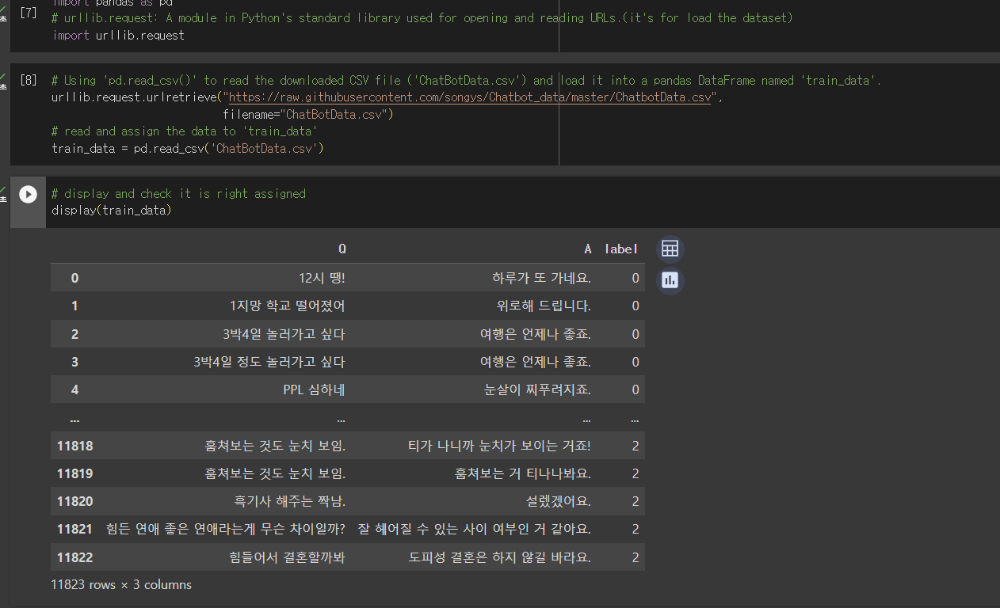 import pandas as pd
[7]
# urllib.request: A module in Python's standard library used for opening and reading URLs.(it's for load the dataset)
import urllib.request
[8] # Using 'pd.read_csv()' to read the downloaded CSV file ('ChatBotData.csv') and load it into a pandas DataFrame named 'train_data'.
urllib.request.urlretrieve("https://raw.githubusercontent.com/songys/Chatbot_data/master/ChatbotData.csv",
filename="ChatBotData.csv")
# read and assign the data to 'train_data'
train_data = pd.read_csv('ChatBotData.csv')
# display and check it is right assigned
display(train_data)
Q A label
0 12시 땡! 하루가 또 가네요. 0
1 1지망 학교 떨어졌어 위로해 드립니다. 0
2 3박4일 놀러가고 싶다 여행은 언제나 좋죠. 0
3 3박4일 정도 놀러가고 싶다 여행은 언제나 좋죠. 0
4 PPL 심하네 눈살이 찌푸려지죠. 0
... ... ... ...
11818 훔쳐보는 것도 눈치 보임. 티가 나니까 눈치가 보이는 거죠! 2
11819 훔쳐보는 것도 눈치 보임. 훔쳐보는 거 티나나봐요. 2
11820 흑기사 해주는 짝남. 설렜겠어요. 2
11821 힘든 연애 좋은 연애라는게 무슨 차이일까? 잘 헤어질 수 있는 사이 여부인 거 같아요. 2
11822 힘들어서 결혼할까봐 도피성 결혼은 하지 않길 바라요. 2
11823 rows × 3 columns